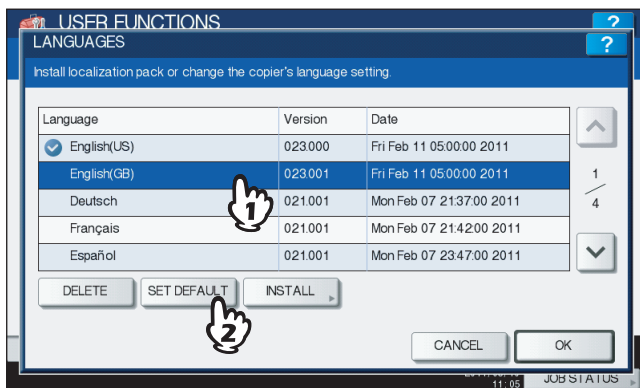 USER FUNCTIONS ?
LANGUAGES ?
Install localization pack or change the copier's language setting.
Language Version Date
English(US) 023.000 Fri Feb 11 05:00:00 2011
English(GB) 023.001 Fri Feb 11 05:00:00 2011
1
1
4
Deutsch 021.001 Mon Feb 07 21:37:00 2011
Français 021.001 Mon Feb 07 21:42:00 2011
Español 021.001 Mon Feb 07 23:47:00 2011
DELETE SET DEFAULT INSTALL
2
CANCEL OK
11:05 JOB STATUS